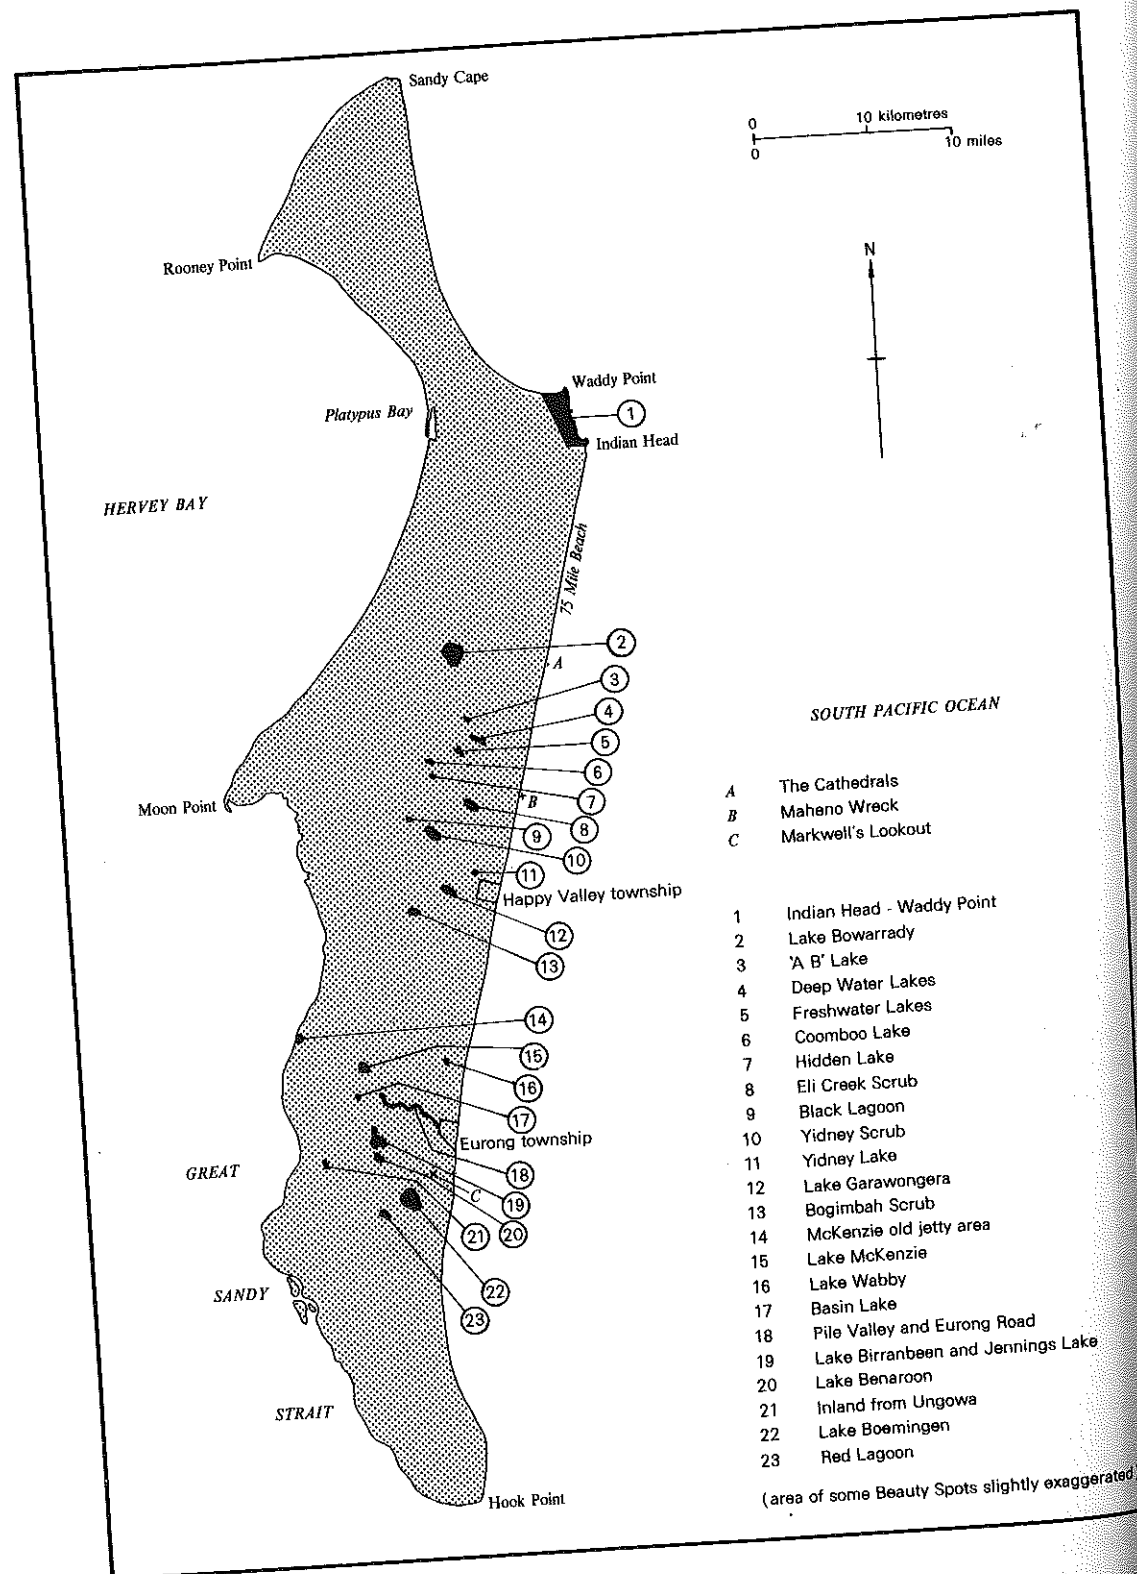 Sandy Cape
0 10 kilometres
0 10 miles
N
Rooney Point
Waddy Point
Platypus Bay
1
Indian Head
HERVEY BAY
75 Mile Beach
2
A
3
4
SOUTH PACIFIC OCEAN
5
6
7
Moon Point
B
8
9
10
11
Happy Valley township
12
13
14
15
16
17
Eurong township
GREAT
18
C
19
20
21
22
SANDY
23
STRAIT
Hook Point
A The Cathedrals
B Maheno Wreck
C Markwell's Lookout
1 Indian Head - Waddy Point
2 Lake Bowarrady
3 'A B' Lake
4 Deep Water Lakes
5 Freshwater Lakes
6 Coomboo Lake
7 Hidden Lake
8 Eli Creek Scrub
9 Black Lagoon
10 Yidney Scrub
11 Yidney Lake
12 Lake Garawongera
13 Bogimbah Scrub
14 McKenzie old jetty area
15 Lake McKenzie
16 Lake Wabby
17 Basin Lake
18 Pile Valley and Eurong Road
19 Lake Birranbeen and Jennings Lake
20 Lake Benaroon
21 Inland from Ungowa
22 Lake Boemingen
23 Red Lagoon
(area of some Beauty Spots slightly exaggerated)